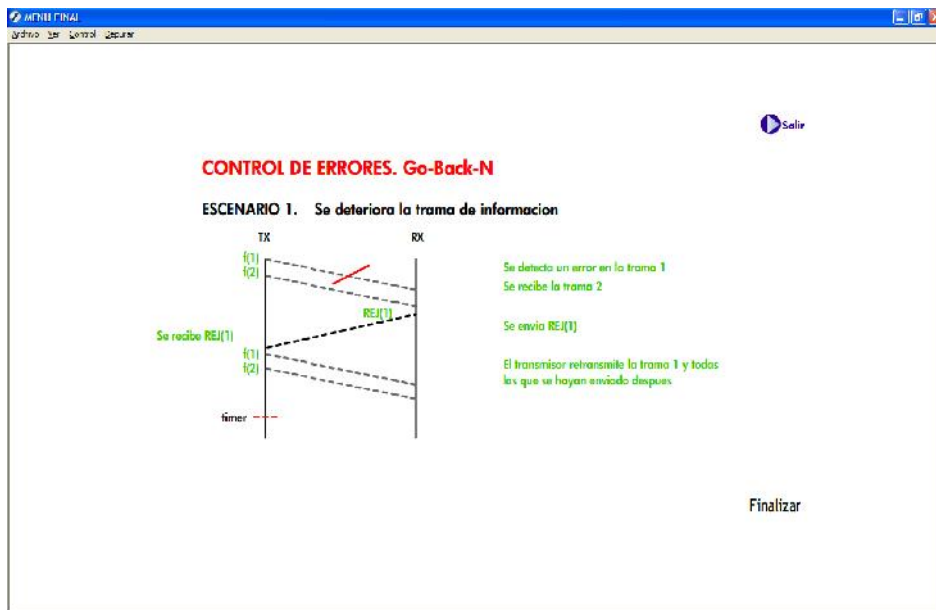 MENU FINAL
Archivo Ver Control Depurar
Salir
CONTROL DE ERRORES. Go-Back-N
ESCENARIO 1. Se deteriora la trama de informacion
TX RX
f(1)
f(2)
Se detecta un error en la trama 1
Se recibe la trama 2
REJ(1)
Se envia REJ(1)
Se recibe REJ(1)
f(1)
f(2)
El transmisor retransmite la trama 1 y todas
las que se hayan enviado despues
timer
Finalizar